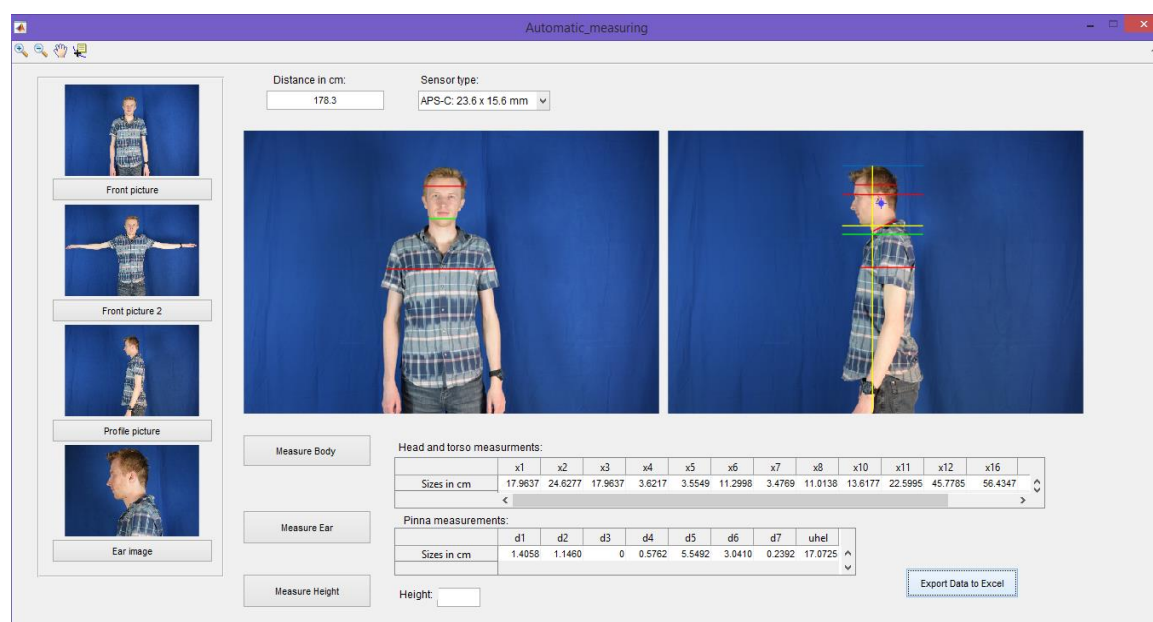 Automatic_measuring
Distance in cm:
Sensor type:
178.3
APS-C: 23.6 x 15.6 mm
Front picture
Front picture 2
Profile picture
Ear image
Measure Body
Head and torso measurments:
x1 x2 x3 x4 x5 x6 x7 x8 x10 x11 x12 x16
Sizes in cm 17.9637 24.6277 17.9637 3.6217 3.5549 11.2998 3.4769 11.0138 13.6177 22.5995 45.7785 56.4347
Measure Ear
Pinna measurements:
d1 d2 d3 d4 d5 d6 d7 uhel
Sizes in cm 1.4058 1.1460 0 0.5762 5.5492 3.0410 0.2392 17.0725
Export Data to Excel
Measure Height
Height: